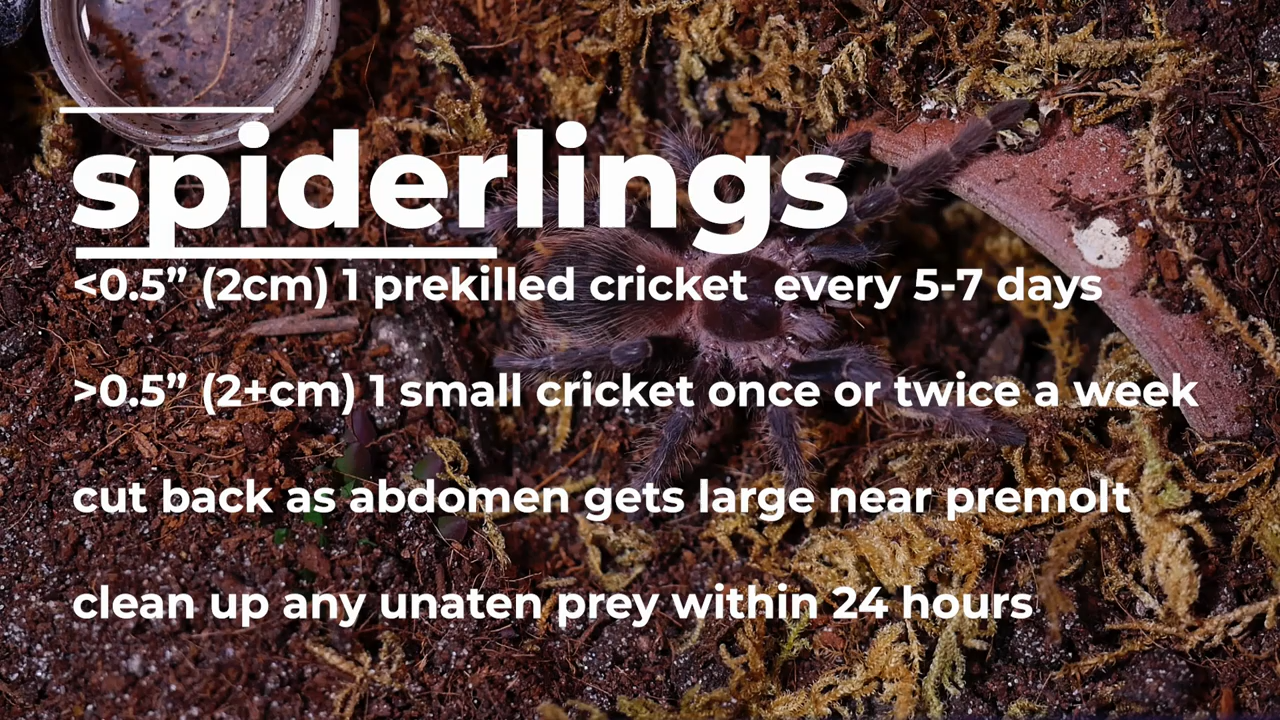 spiderlings
<0.5” (2cm) 1 prekilled cricket  every 5-7 days
>0.5” (2+cm) 1 small cricket once or twice a week
cut back as abdomen gets large near premolt
clean up any unaten prey within 24 hours